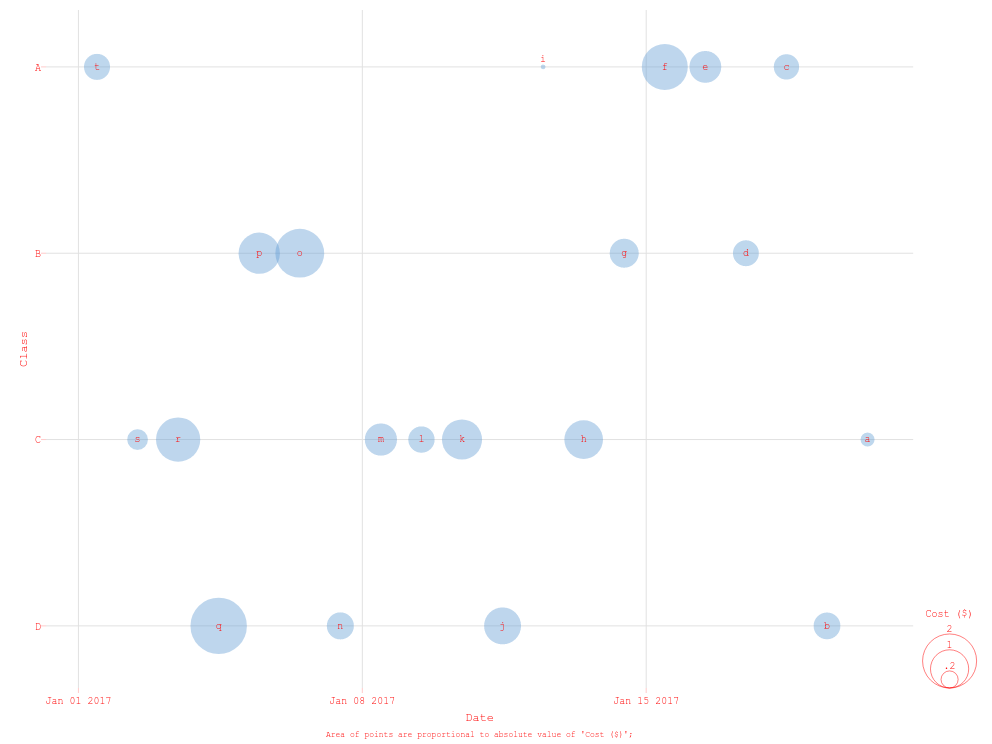 i
A t f e c
B p o g d
Class
C s r m l k h a
D q n j b
Cost ($)
2
1
.2
Jan 01 2017 Jan 08 2017 Jan 15 2017
Date
Area of points are proportional to absolute value of 'Cost ($)';